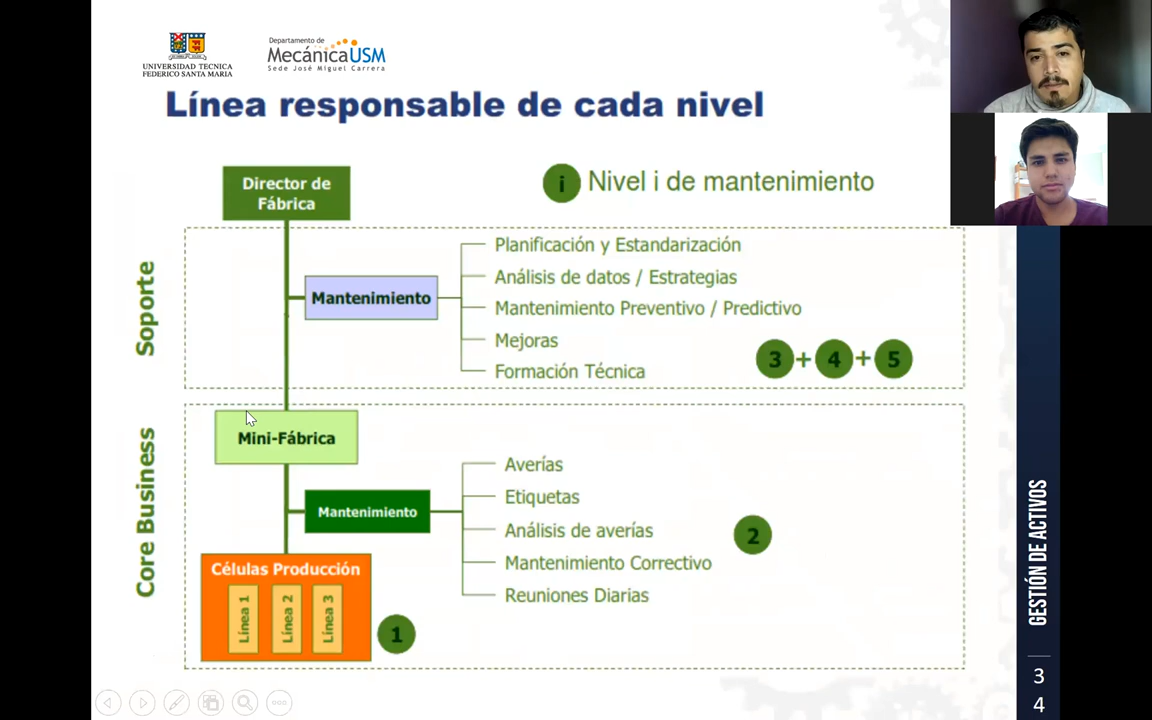 UNIVERSIDAD TECNICA
FEDERICO SANTA MARIA
Departamento de
MecánicaUSM
Sede José Miguel Carrera
Línea responsable de cada nivel
Director de
Fábrica
i Nivel i de mantenimiento
Soporte
Mantenimiento
Planificación y Estandarización
Análisis de datos / Estrategias
Mantenimiento Preventivo / Predictivo
Mejoras
Formación Técnica
3 + 4 + 5
Core Business
Mini-Fábrica
Mantenimiento
Averías
Etiquetas
Análisis de averías
Mantenimiento Correctivo
Reuniones Diarias
2
Células Producción
Línea 1
Línea 2
Línea 3
1
GESTIÓN DE ACTIVOS
3
4